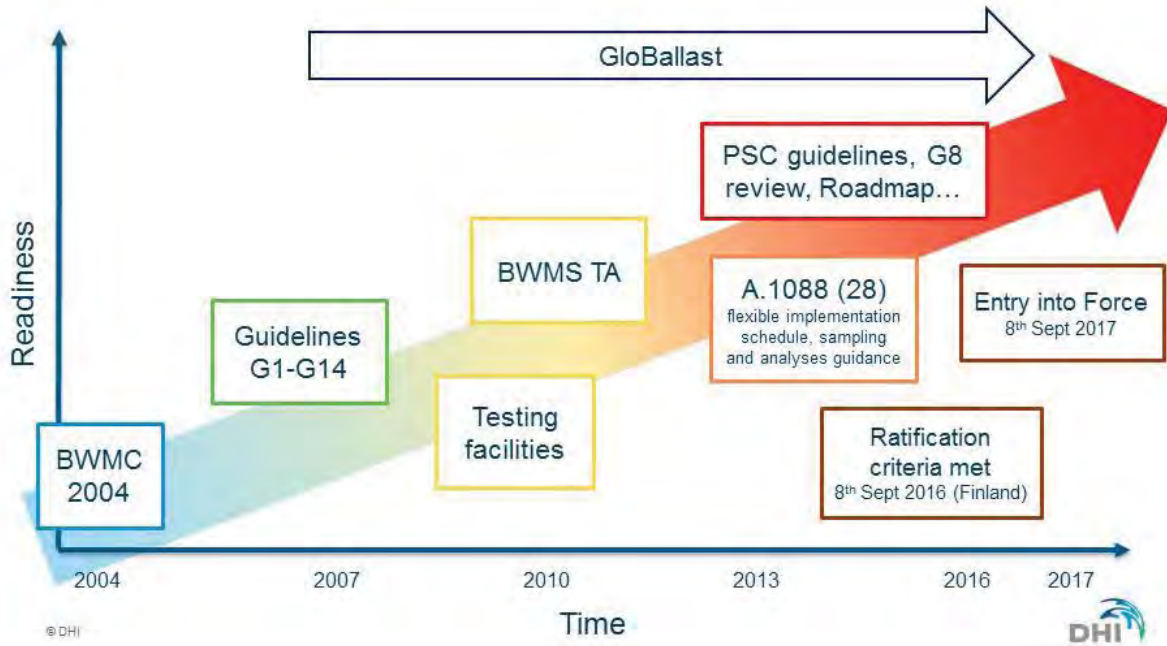 GloBallast
PSC guidelines, G8
review, Roadmap...
Readiness
BWMS TA
A.1088 (28)
flexible implementation
schedule, sampling
and analyses guidance
Entry into Force
8th Sept 2017
Guidelines
G1-G14
Testing
facilities
Ratification
criteria met
8th Sept 2016 (Finland)
BWMC
2004
2004
2007
2010
2013
2016
2017
Time
© DHI
DHI